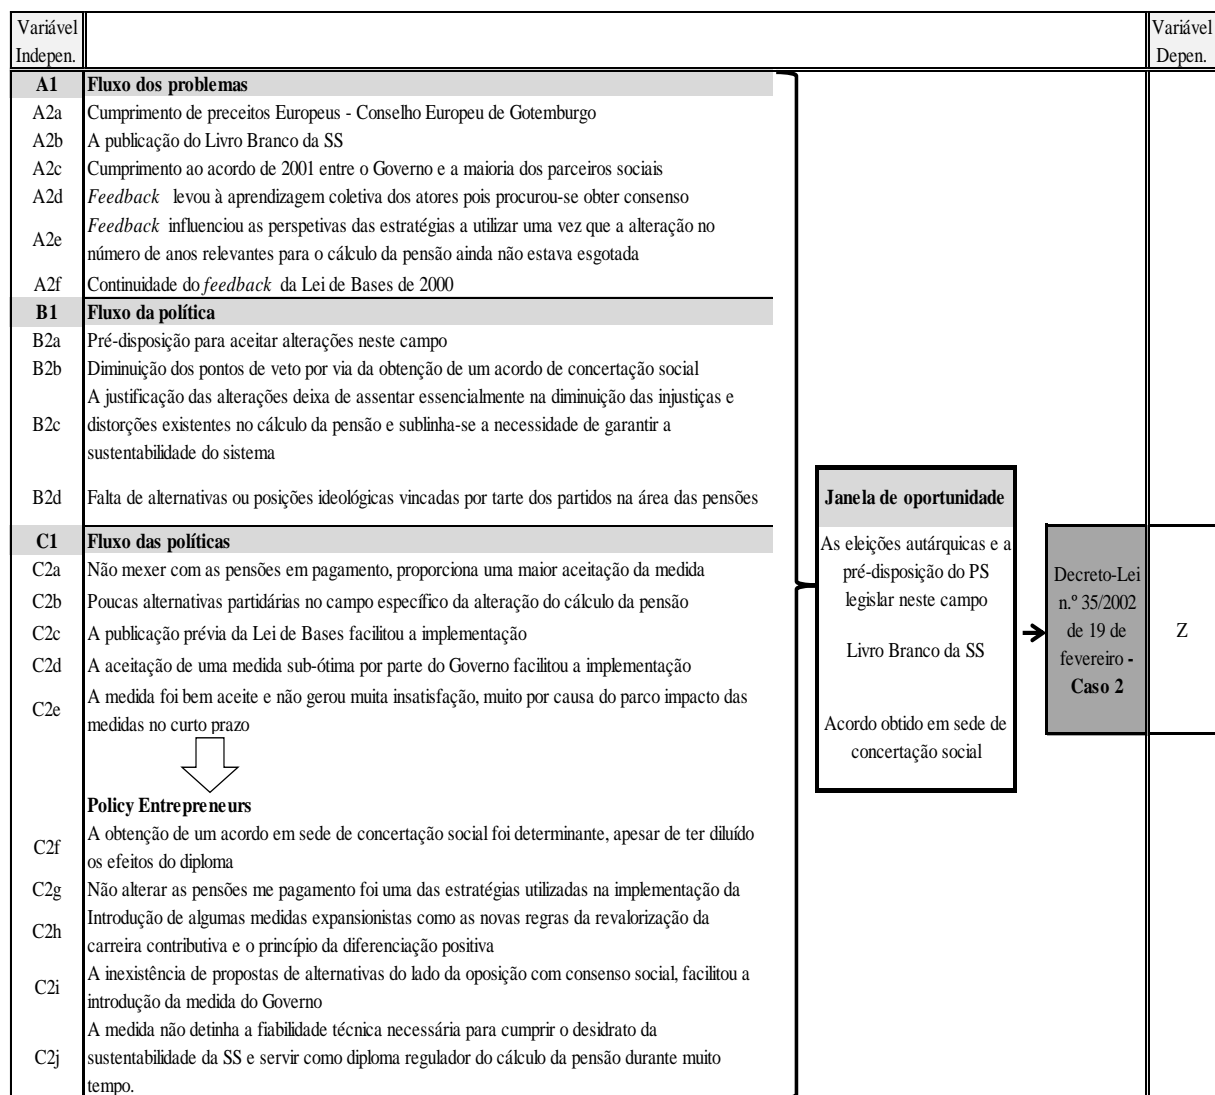 Variável
Indepen.
Variável
Depen.
A1 Fluxo dos problemas
A2a Cumprimento de preceitos Europeus - Conselho Europeu de Gotemburgo
A2b A publicação do Livro Branco da SS
A2c Cumprimento ao acordo de 2001 entre o Governo e a maioria dos parceiros sociais
A2d Feedback levou à aprendizagem coletiva dos atores pois procurou-se obter consenso
A2e Feedback influenciou as perspetivas das estratégias a utilizar uma vez que a alteração no
número de anos relevantes para o cálculo da pensão ainda não estava esgotada
A2f Continuidade do feedback da Lei de Bases de 2000
B1 Fluxo da política
B2a Pré-disposição para aceitar alterações neste campo
B2b Diminuição dos pontos de veto por via da obtenção de um acordo de concertação social
B2c A justificação das alterações deixa de assentar essencialmente na diminuição das injustiças e
distorções existentes no cálculo da pensão e sublinha-se a necessidade de garantir a
sustentabilidade do sistema
B2d Falta de alternativas ou posições ideológicas vincadas por tarte dos partidos na área das pensões
C1 Fluxo das políticas
C2a Não mexer com as pensões em pagamento, proporciona uma maior aceitação da medida
C2b Poucas alternativas partidárias no campo específico da alteração do cálculo da pensão
C2c A publicação prévia da Lei de Bases facilitou a implementação
C2d A aceitação de uma medida sub-ótima por parte do Governo facilitou a implementação
C2e A medida foi bem aceite e não gerou muita insatisfação, muito por causa do parco impacto das
medidas no curto prazo
Policy Entrepreneurs
C2f A obtenção de um acordo em sede de concertação social foi determinante, apesar de ter diluído
os efeitos do diploma
C2g Não alterar as pensões me pagamento foi uma das estratégias utilizadas na implementação da
C2h Introdução de algumas medidas expansionistas como as novas regras da revalorização da
carreira contributiva e o princípio da diferenciação positiva
C2i A inexistência de propostas de alternativas do lado da oposição com consenso social, facilitou a
introdução da medida do Governo
C2j A medida não detinha a fiabilidade técnica necessária para cumprir o desidrato da
sustentabilidade da SS e servir como diploma regulador do cálculo da pensão durante muito
tempo.
Janela de oportunidade
As eleições autárquicas e a
pré-disposição do PS
legislar neste campo
Livro Branco da SS
Acordo obtido em sede de
concertação social
Decreto-Lei
n.º 35/2002
de 19 de
fevereiro -
Caso 2
Z